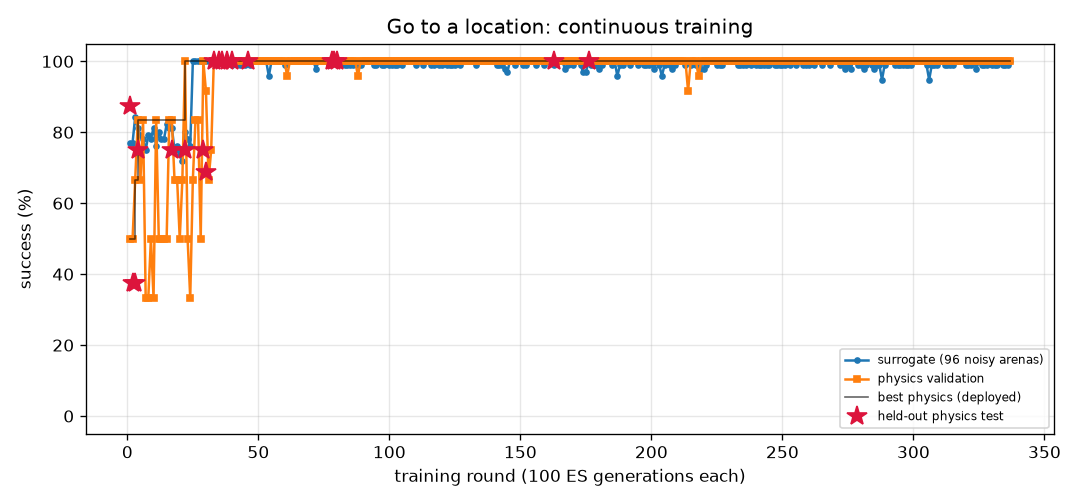 Go to a location: continuous training
success (%)
100
80
60
40
20
0
surrogate (96 noisy arenas)
physics validation
best physics (deployed)
held-out physics test
0 50 100 150 200 250 300 350
training round (100 ES generations each)